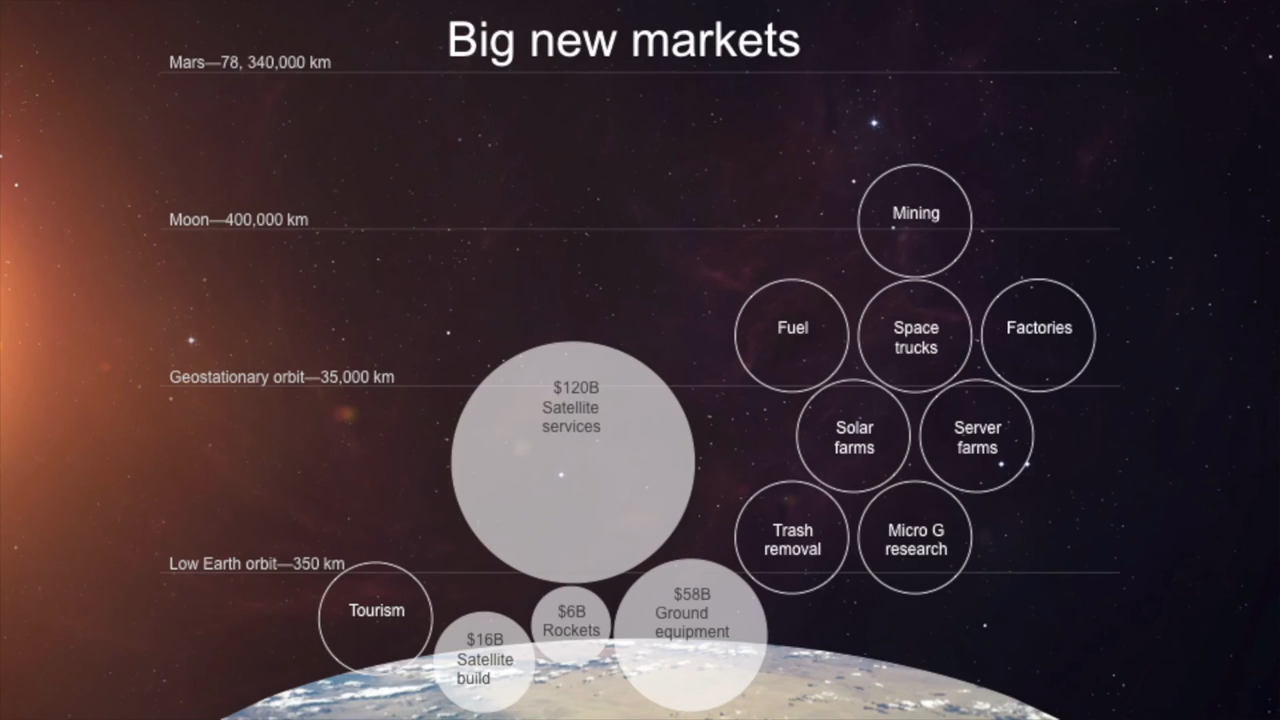 Big new markets
Mars—78, 340,000 km
Moon—400,000 km
Mining
Fuel
Space
trucks
Factories
Geostationary orbit—35,000 km
$120B
Satellite
services
Solar
farms
Server
farms
Trash
removal
Micro G
research
Low Earth orbit—350 km
Tourism
$16B
Satellite
build
$6B
Rockets
$58B
Ground
equipment